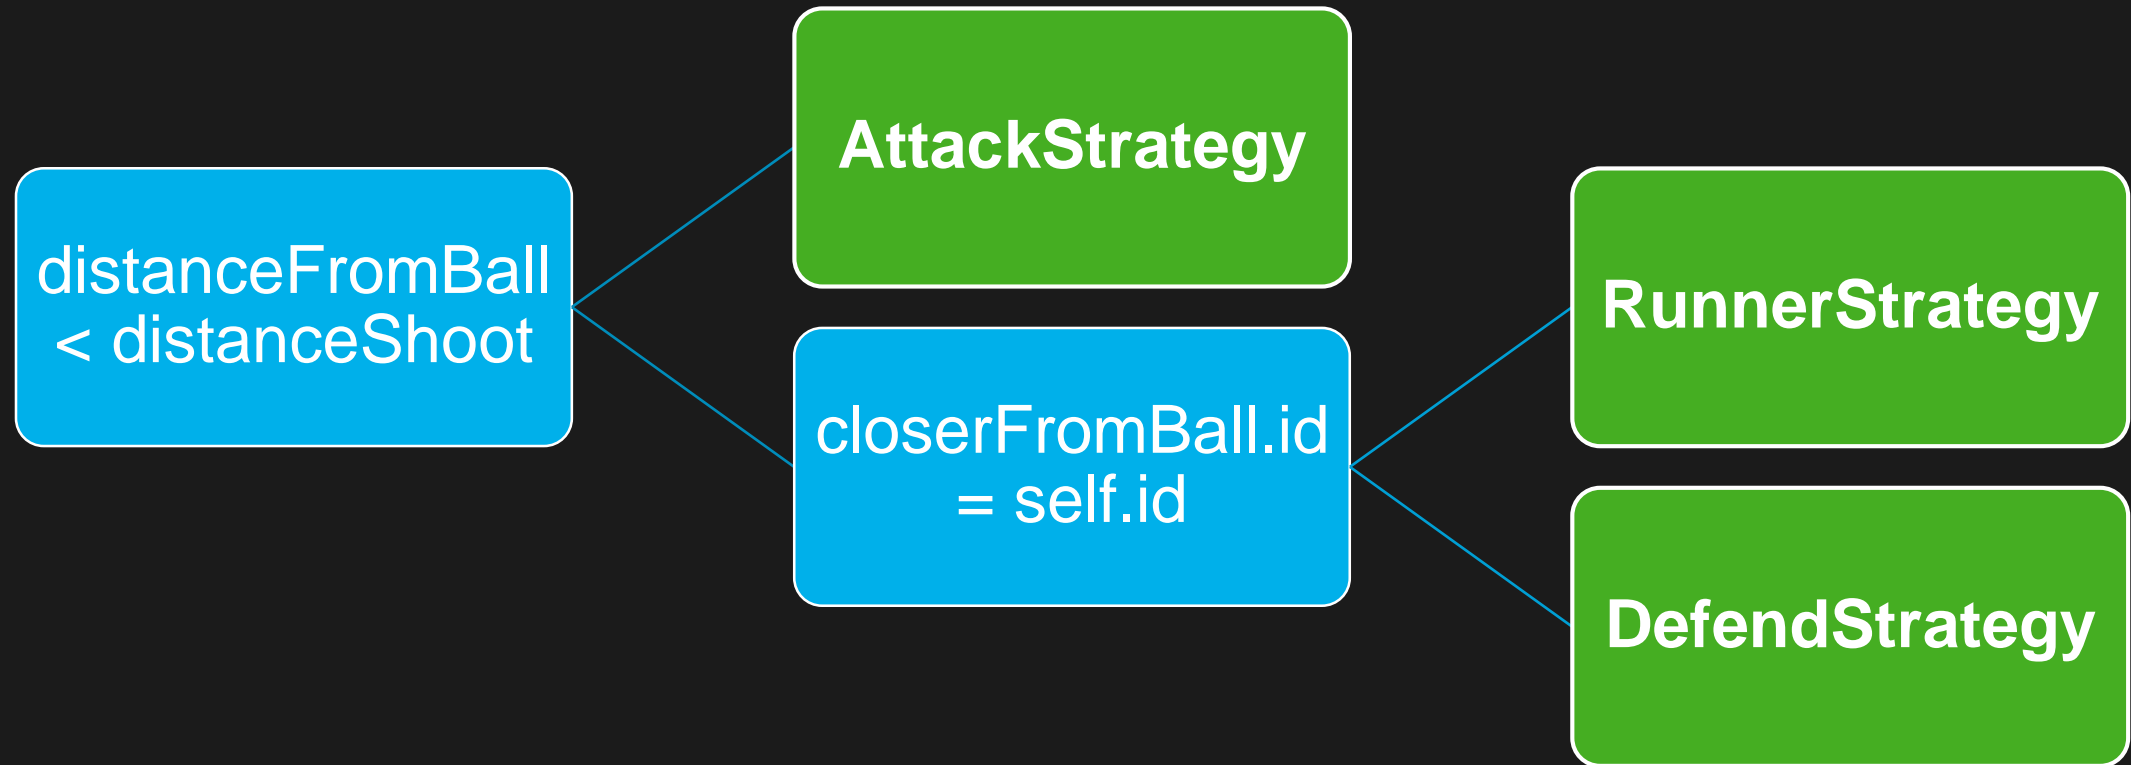 distanceFromBall
< distanceShoot
AttackStrategy
closerFromBall.id
= self.id
RunnerStrategy
DefendStrategy